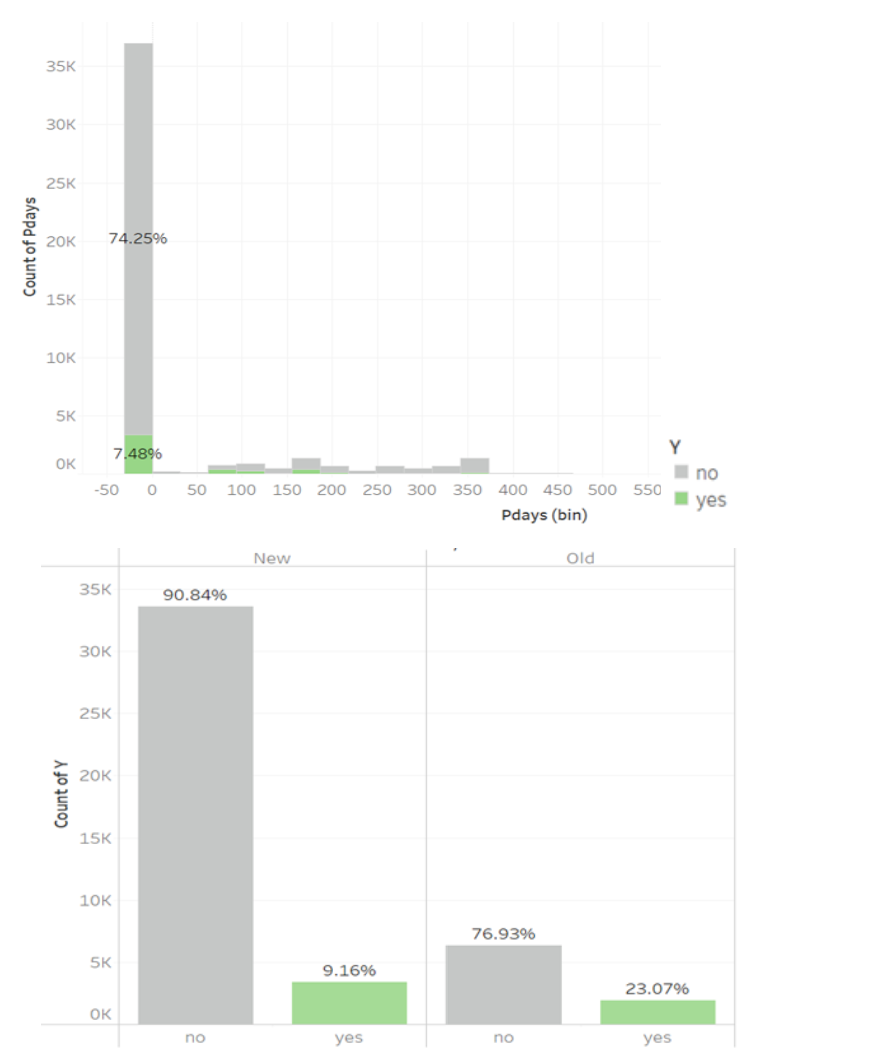 35K
30K
25K
74.25%
20K
15K
10K
5K
7.48%
0K
Count of Pdays
-50 0 50 100 150 200 250 300 350 400 450 500 550
Pdays (bin)
Y
no
yes
New Old
35K
90.84%
30K
25K
20K
15K
10K
76.93%
5K
9.16%
23.07%
0K
Count of Y
no yes no yes